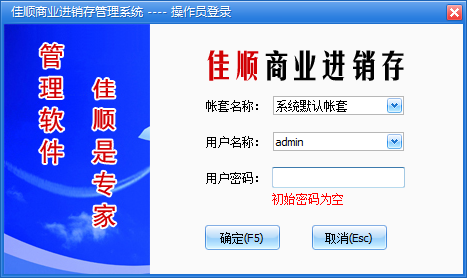 佳顺商业进销存管理系统 ---- 操作员登录
管理软件
佳顺是专家
佳顺商业进销存
帐套名称： 系统默认帐套
用户名称： admin
用户密码：
初始密码为空
确定(F5) 取消(Esc)